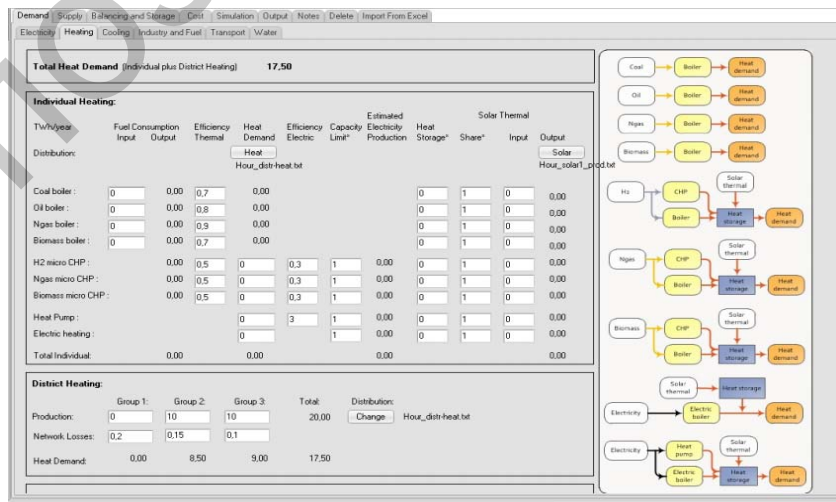 Demand Supply Balancing and Storage Cost Simulation Output Notes Delete Import From Excel
Electricity Heating Cooling Industry and Fuel Transport Water
Total Heat Demand (Individual plus District Heating) 17,50
Individual Heating:
Estimated Solar Thermal
TWh/year Fuel Consumption Efficiency Heat Efficiency Capacity Electricity Heat
Input Output Thermal Demand Electric Limit* Production Storage* Share* Input Output
Distribution: Heat Solar
Hour_distr-heat.txt Hour_solar1_prod.txt
Coal boiler : 0 0,00 0,7 0,00 0 1 0 0,00
Oil boiler : 0 0,00 0,8 0,00 0 1 0 0,00
Ngas boiler : 0 0,00 0,9 0,00 0 1 0 0,00
Biomass boiler : 0 0,00 0,7 0,00 0 1 0 0,00
H2 micro CHP : 0,00 0,5 0 0,3 1 0,00 0 1 0 0,00
Ngas micro CHP : 0,00 0,5 0 0,3 1 0,00 0 1 0 0,00
Biomass micro CHP : 0,00 0,5 0 0,3 1 0,00 0 1 0 0,00
Heat Pump : 0 3 1 0,00 0 1 0 0,00
Electric heating : 0 1 0,00 0 1 0 0,00
Total Individual: 0,00 0,00 0,00 0,00
District Heating:
Group 1: Group 2: Group 3: Total: Distribution:
Production: 0 10 10 20,00 Change Hour_distr-heat.txt
Network Losses: 0,2 0,15 0,1
Heat Demand: 0,00 8,50 9,00 17,50
Coal Boiler Heat demand
Oil Boiler Heat demand
Ngas Boiler Heat demand
Biomass Boiler Heat demand
Solar thermal
H2 CHP
Boiler Heat storage Heat demand
Solar thermal
Ngas CHP
Boiler Heat storage Heat demand
Solar thermal
Biomass CHP
Boiler Heat storage Heat demand
Solar thermal Heat storage
Electricity Electric boiler Heat demand
Solar thermal
Electricity Heat pump
Electric boiler Heat storage Heat demand